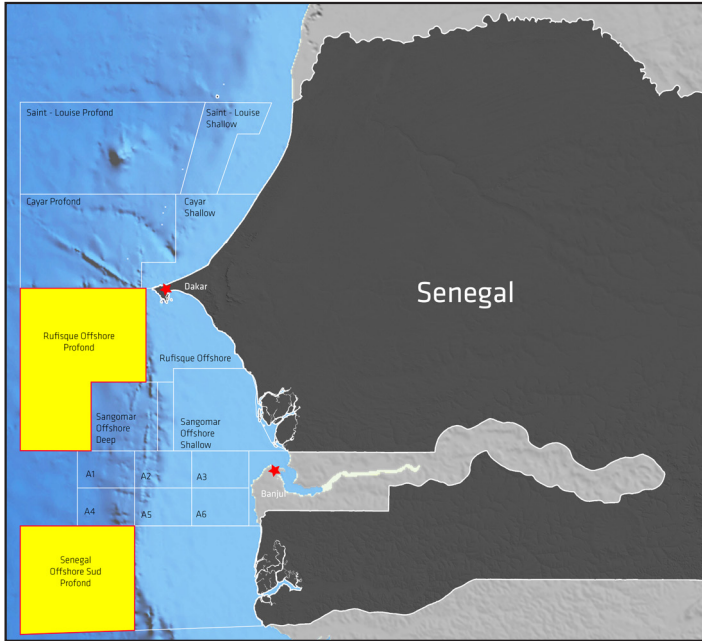 Saint - Louise Profond
Saint - Louise
Shallow
Cayar Profond
Cayar
Shallow
Dakar
Senegal
Rufisque Offshore
Profond
Rufisque Offshore
Sangomar
Offshore
Deep
Sangomar
Offshore
Shallow
A1
A2
A3
Banjul
A4
A5
A6
Senegal
Offshore Sud
Profond